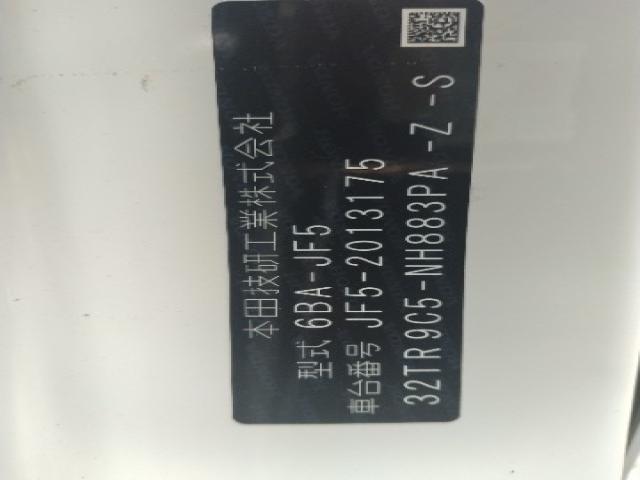 本田技研工業株式会社
型式 6BA-JF5
車台番号 JF5-2013175
32TR9C5-NH883PA-Z-S